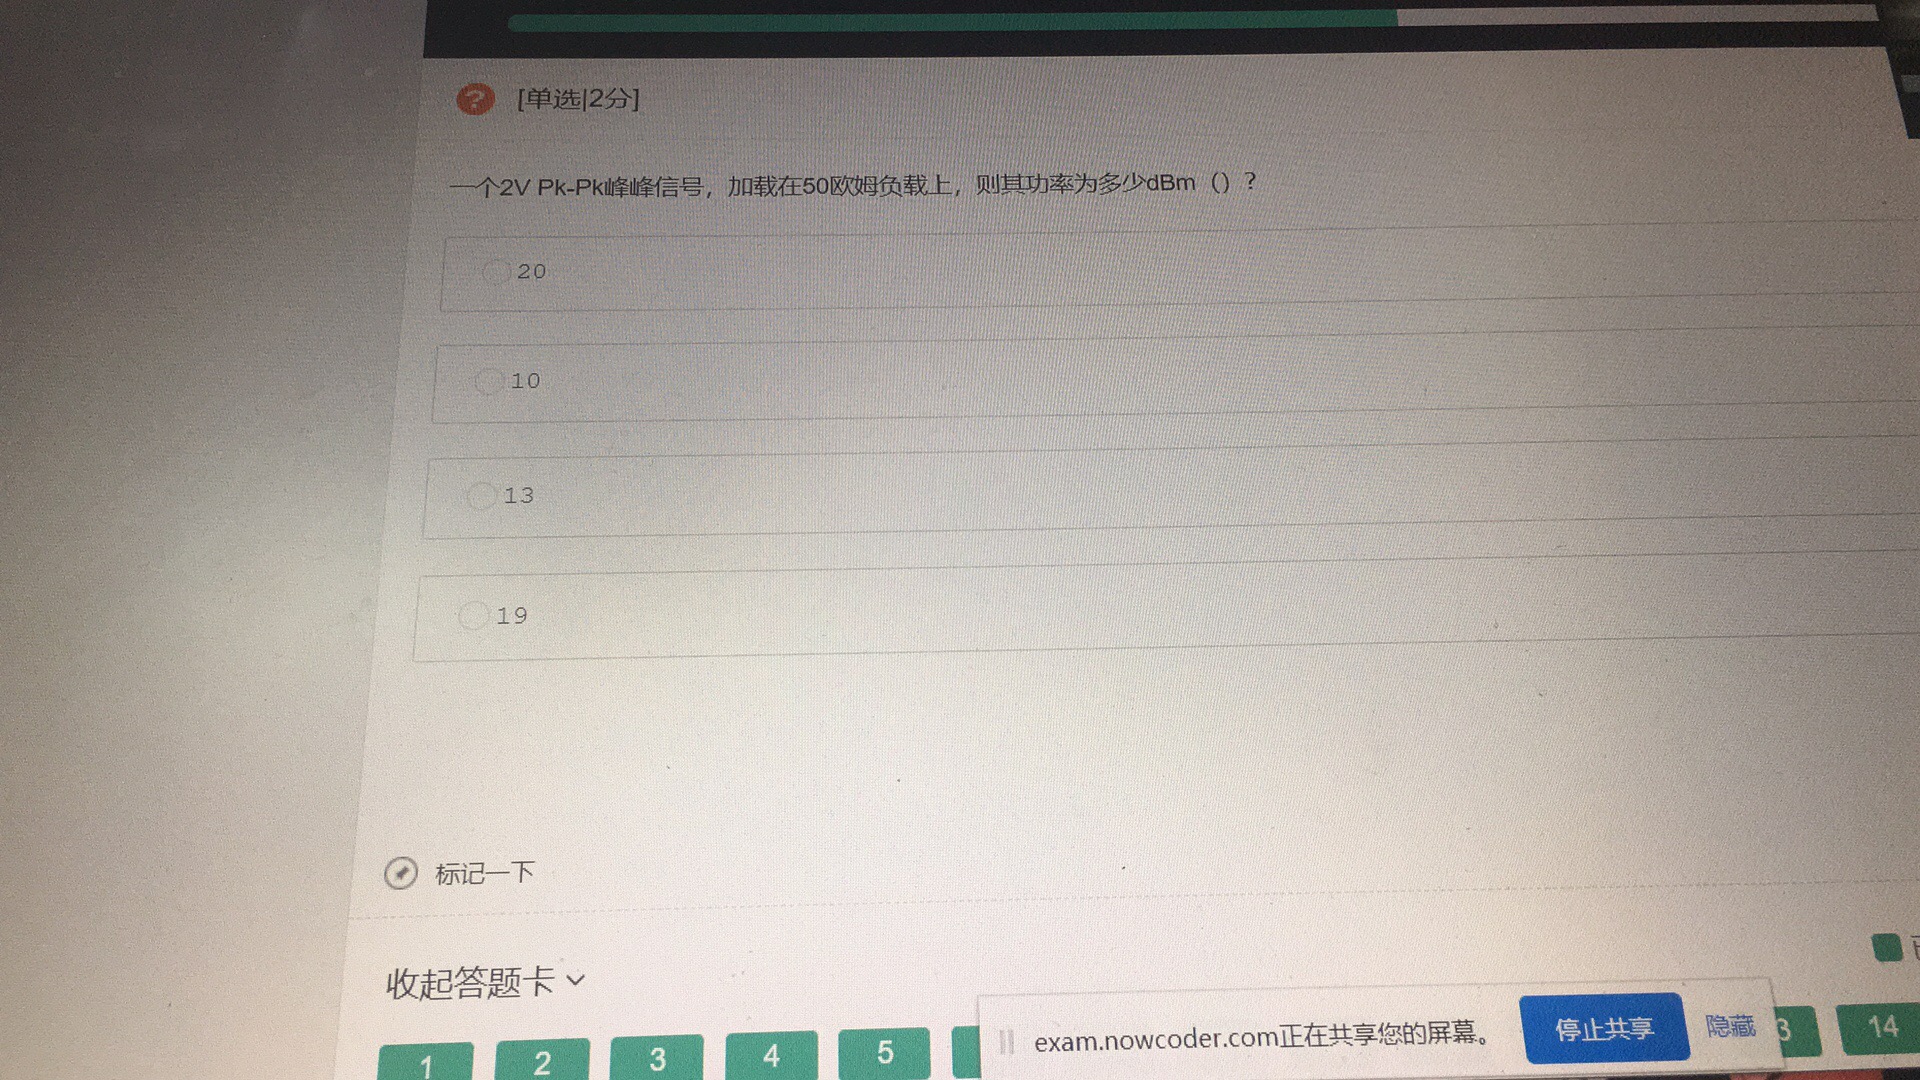 [单选|2分]
一个2V Pk-Pk峰峰信号，加载在50欧姆负载上，则其功率为多少dBm（）？
20
10
13
19
标记一下
收起答题卡
exam.nowcoder.com正在共享您的屏幕。 停止共享 隐藏
1 2 3 4 5 3 14